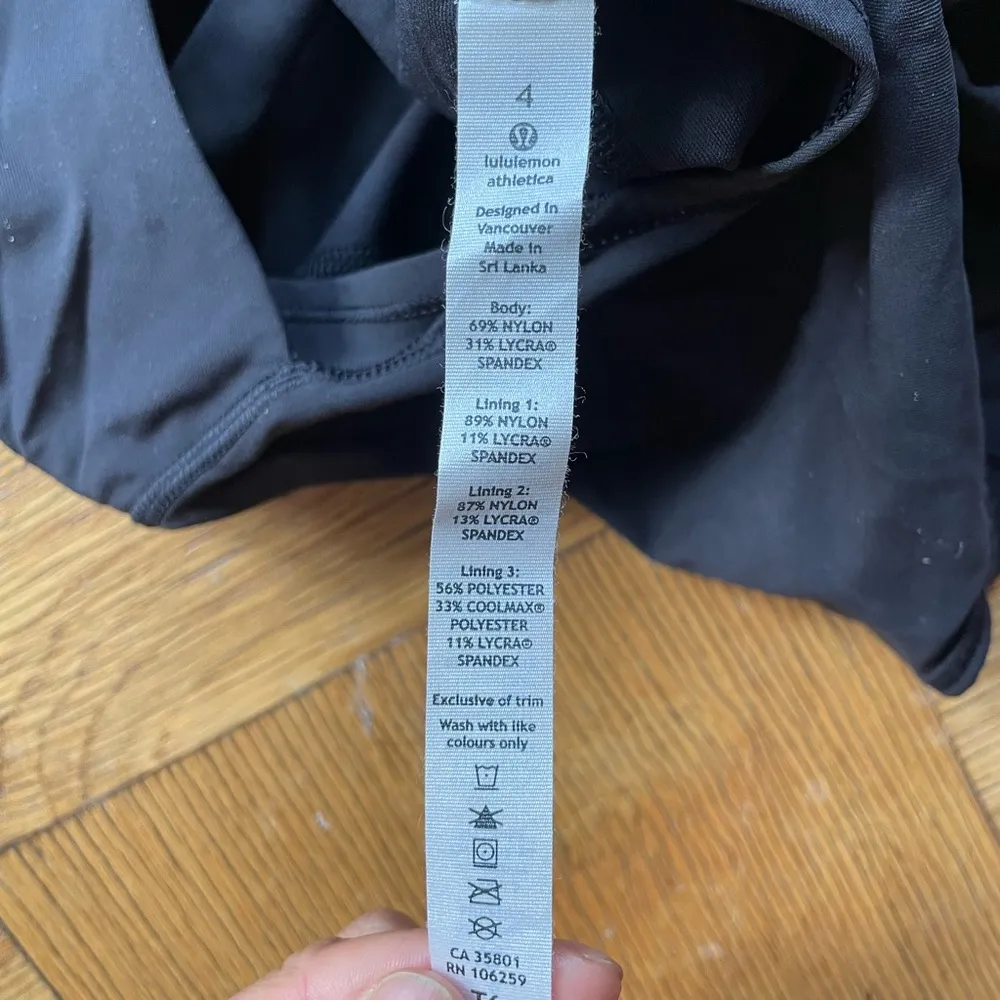 4
lululemon
athletica
Designed in
Vancouver
Made in
Sri Lanka
Body:
69% NYLON
31% LYCRA®
SPANDEX
Lining 1:
89% NYLON
11% LYCRA®
SPANDEX
Lining 2:
87% NYLON
13% LYCRA®
SPANDEX
Lining 3:
56% POLYESTER
33% COOLMAX®
POLYESTER
11% LYCRA®
SPANDEX
Exclusive of trim
Wash with like
colours only
CA 35801
RN 106259